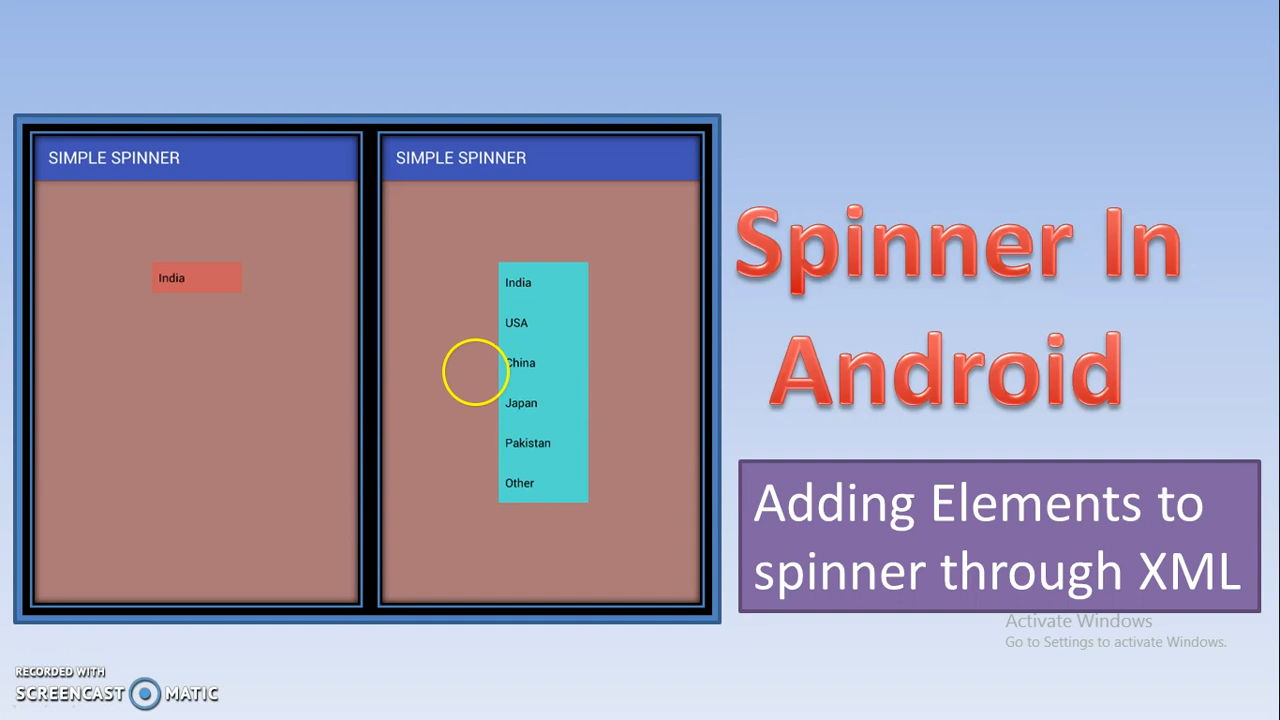 SIMPLE SPINNER
India
SIMPLE SPINNER
India
USA
China
Japan
Pakistan
Other
Spinner In
Android
Adding Elements to
spinner through XML
Activate Windows
Go to Settings to activate Windows.
RECORDED WITH
SCREENCAST MATIC